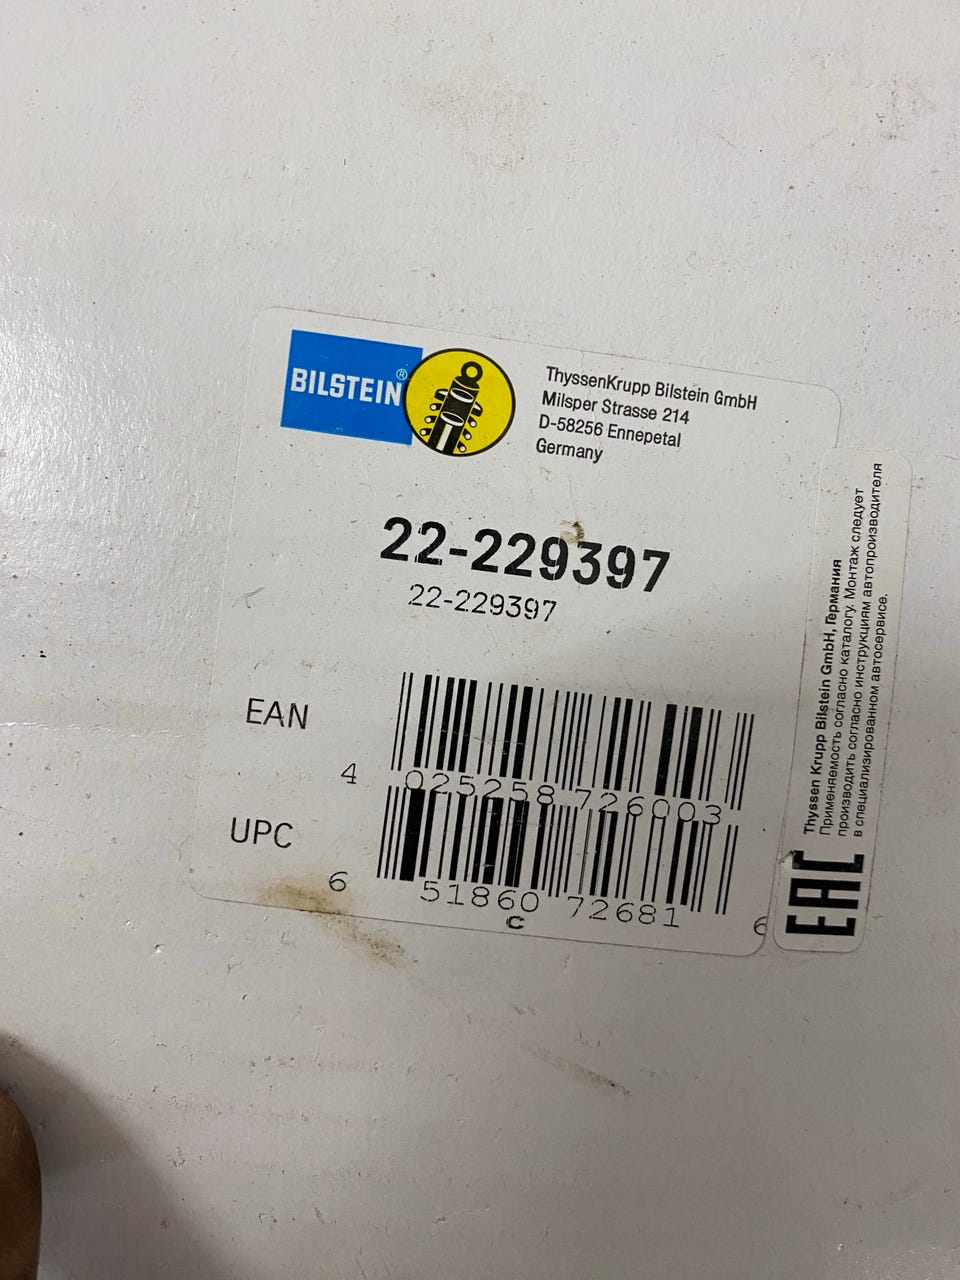 BILSTEIN®
ThyssenKrupp Bilstein GmbH
Milsper Strasse 214
D-58256 Ennepetal
Germany
22-229397
22-229397
EAN
4 025258 726003
UPC
6 51860 72681 6
C
Thyssen Krupp Bilstein GmbH, Германия
Применяемость согласно каталогу. Монтаж следует
производить согласно инструкциям автопроизводителя
в специализированном автосервисе.
EAC